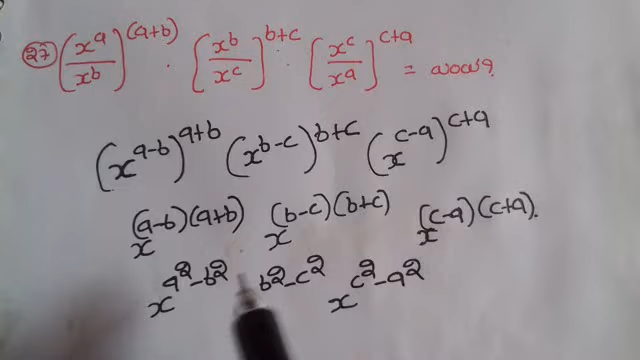 27) (x^a/x^b)^(a+b) · (x^b/x^c)^b+c · (x^c/x^a)^c+a =
(x^a-b)^a+b (x^b-c)^b+c (x^c-a)^c+a
x^(a-b)(a+b) x^(b-c)(b+c) x^(c-a)(c+a).
x^a²-b² b²-c² x^c²-a²